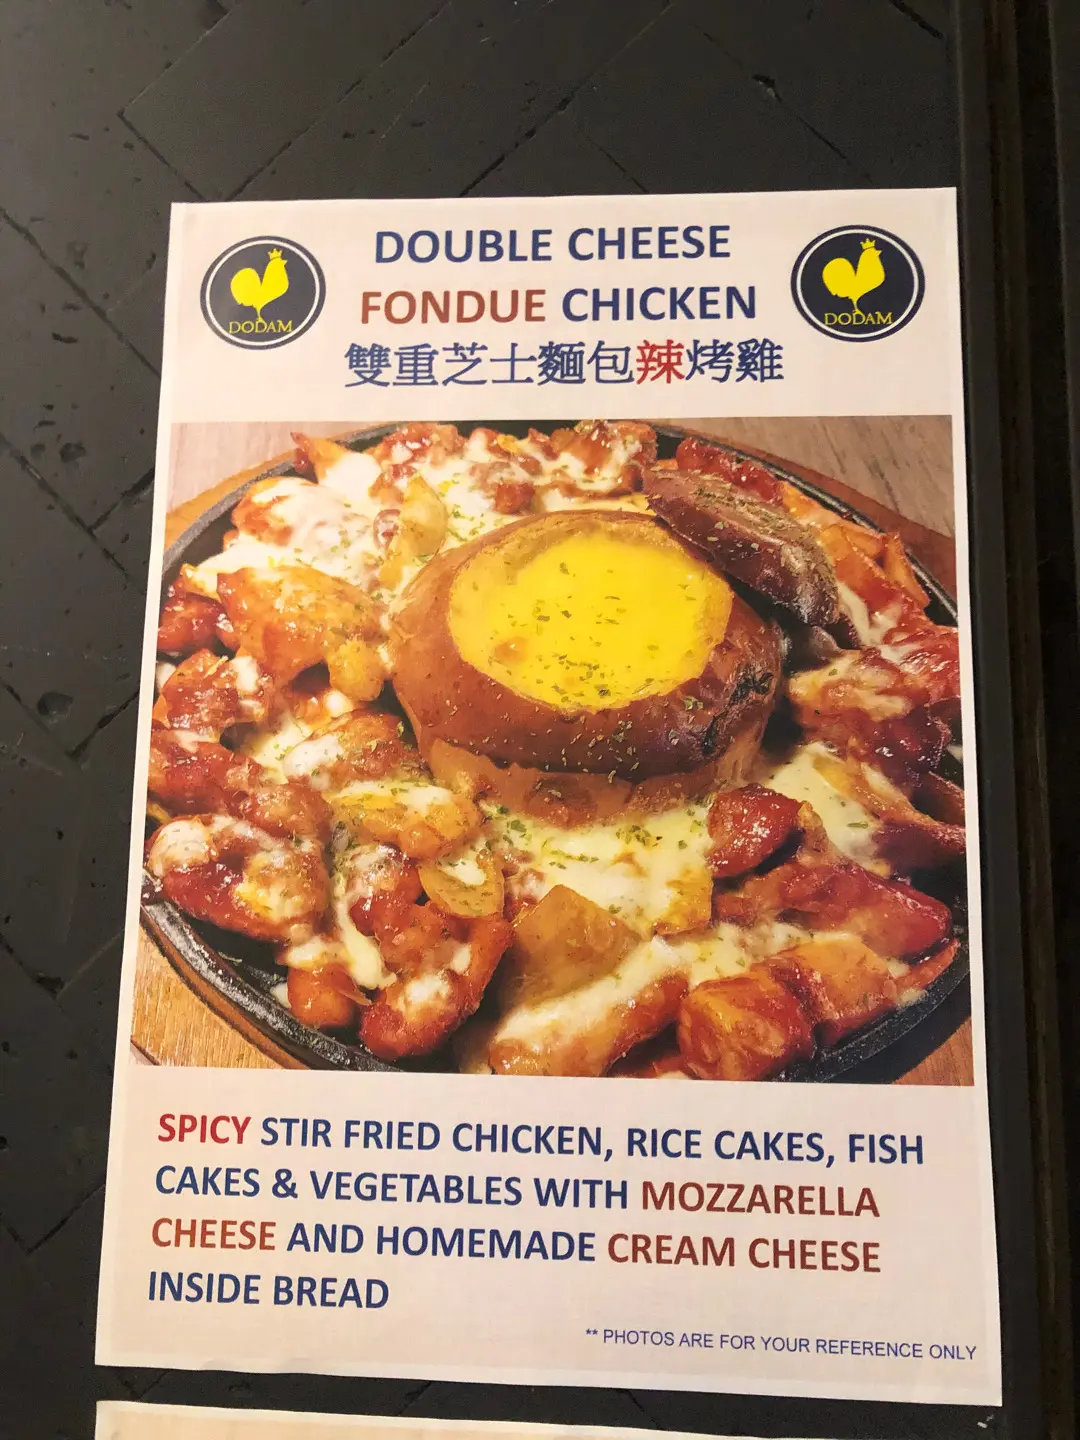 DOUBLE CHEESE
FONDUE CHICKEN
雙重芝士麵包辣烤雞
DODAM
DODAM
SPICY STIR FRIED CHICKEN, RICE CAKES, FISH
CAKES & VEGETABLES WITH MOZZARELLA
CHEESE AND HOMEMADE CREAM CHEESE
INSIDE BREAD
** PHOTOS ARE FOR YOUR REFERENCE ONLY